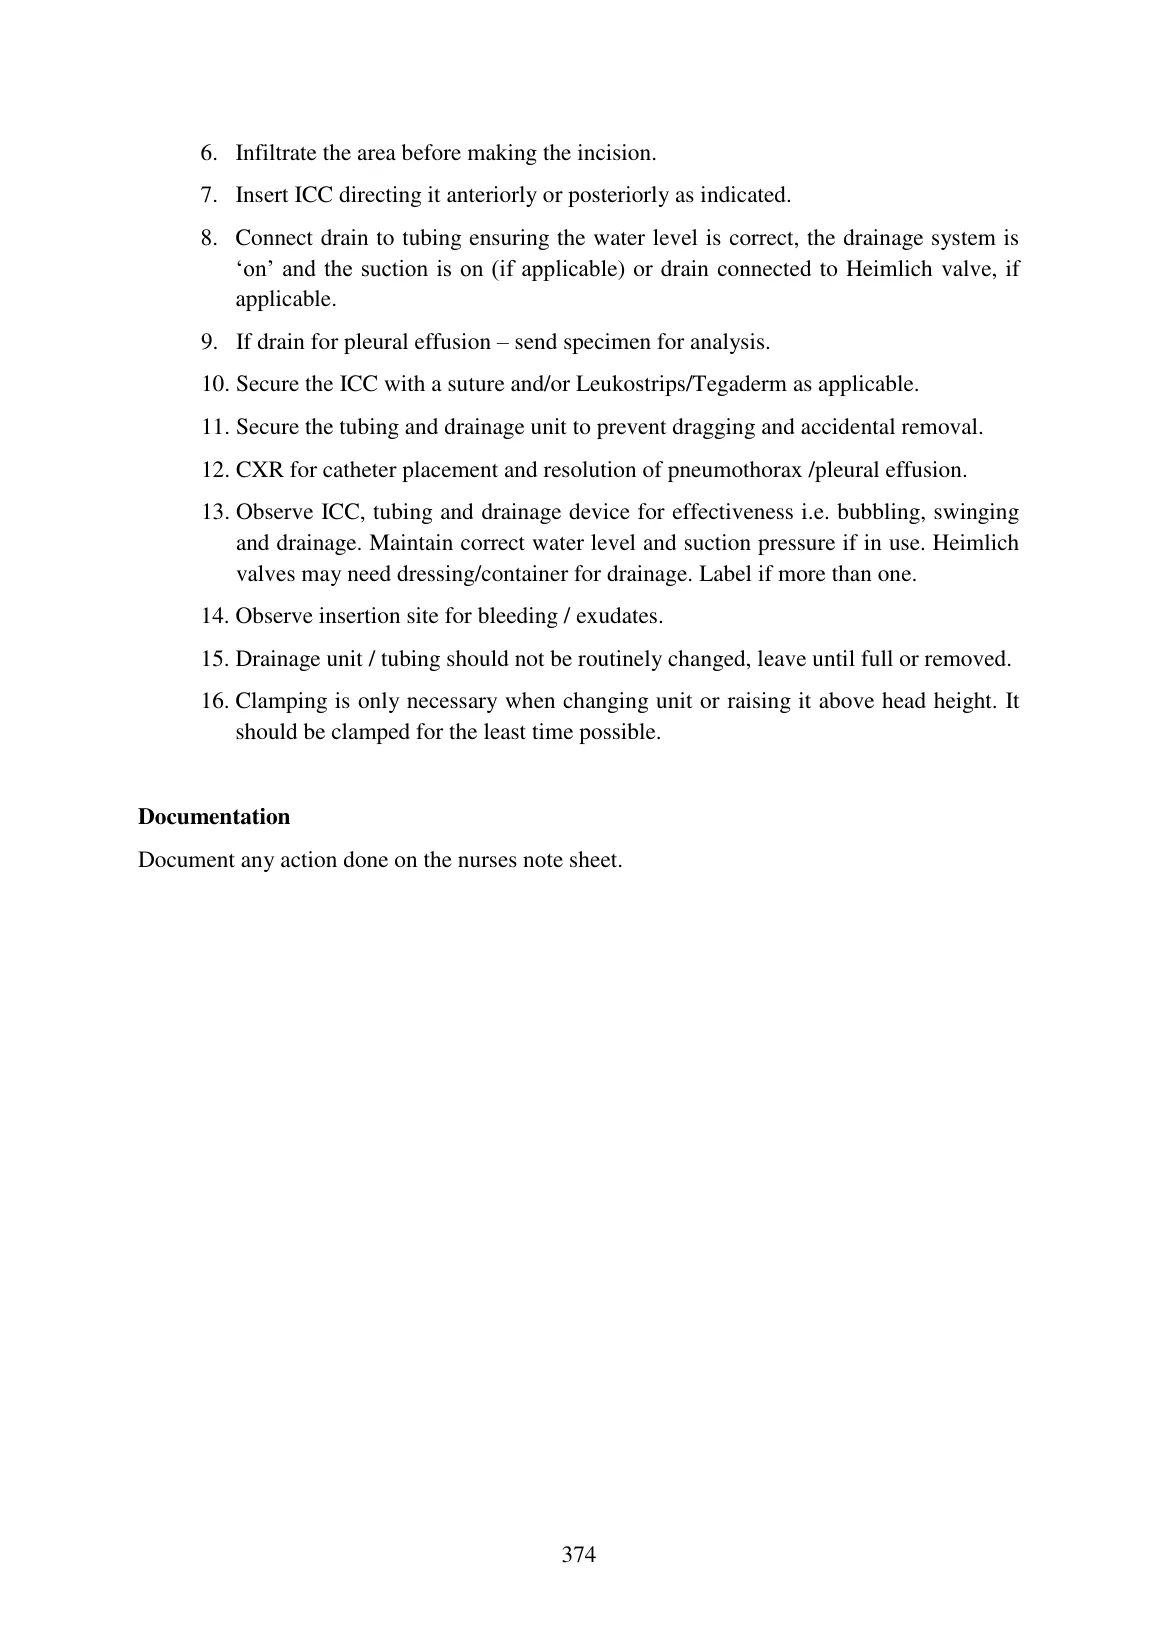 6. Infiltrate the area before making the incision.
7. Insert ICC directing it anteriorly or posteriorly as indicated.
8. Connect drain to tubing ensuring the water level is correct, the drainage system is
‘on’ and the suction is on (if applicable) or drain connected to Heimlich valve, if
applicable.
9. If drain for pleural effusion – send specimen for analysis.
10. Secure the ICC with a suture and/or Leukostrips/Tegaderm as applicable.
11. Secure the tubing and drainage unit to prevent dragging and accidental removal.
12. CXR for catheter placement and resolution of pneumothorax /pleural effusion.
13. Observe ICC, tubing and drainage device for effectiveness i.e. bubbling, swinging
and drainage. Maintain correct water level and suction pressure if in use. Heimlich
valves may need dressing/container for drainage. Label if more than one.
14. Observe insertion site for bleeding / exudates.
15. Drainage unit / tubing should not be routinely changed, leave until full or removed.
16. Clamping is only necessary when changing unit or raising it above head height. It
should be clamped for the least time possible.
Documentation
Document any action done on the nurses note sheet.
374